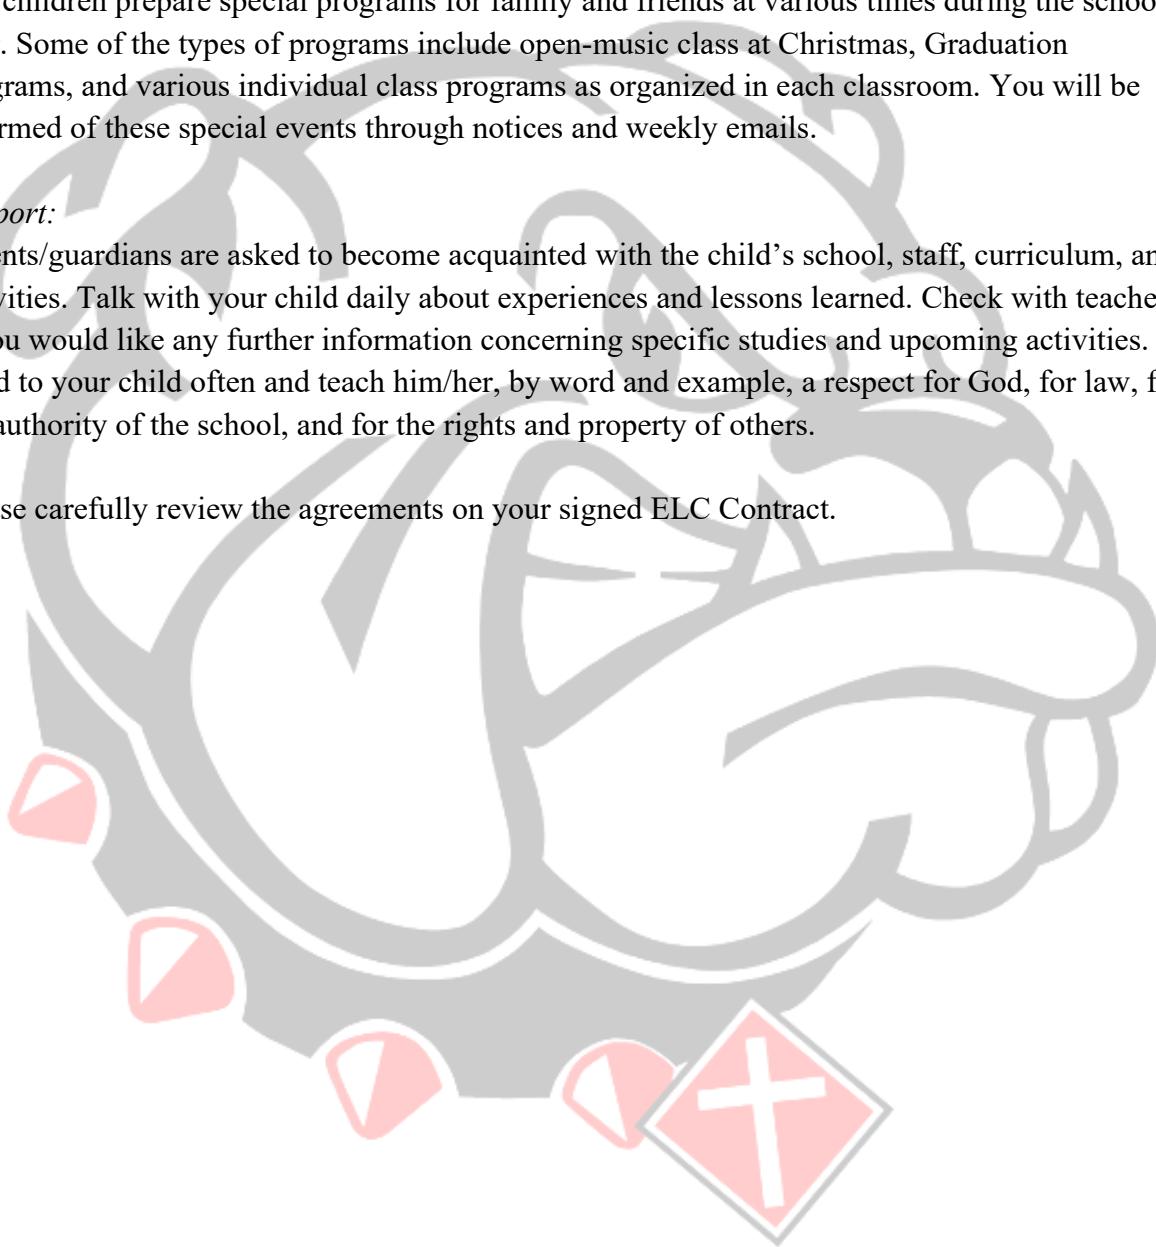 children prepare special programs for family and friends at various times during the schoo
. Some of the types of programs include open-music class at Christmas, Graduation
grams, and various individual class programs as organized in each classroom. You will be
rmed of these special events through notices and weekly emails.
port:
ents/guardians are asked to become acquainted with the child’s school, staff, curriculum, an
vities. Talk with your child daily about experiences and lessons learned. Check with teache
ou would like any further information concerning specific studies and upcoming activities.
d to your child often and teach him/her, by word and example, a respect for God, for law, f
authority of the school, and for the rights and property of others.
se carefully review the agreements on your signed ELC Contract.